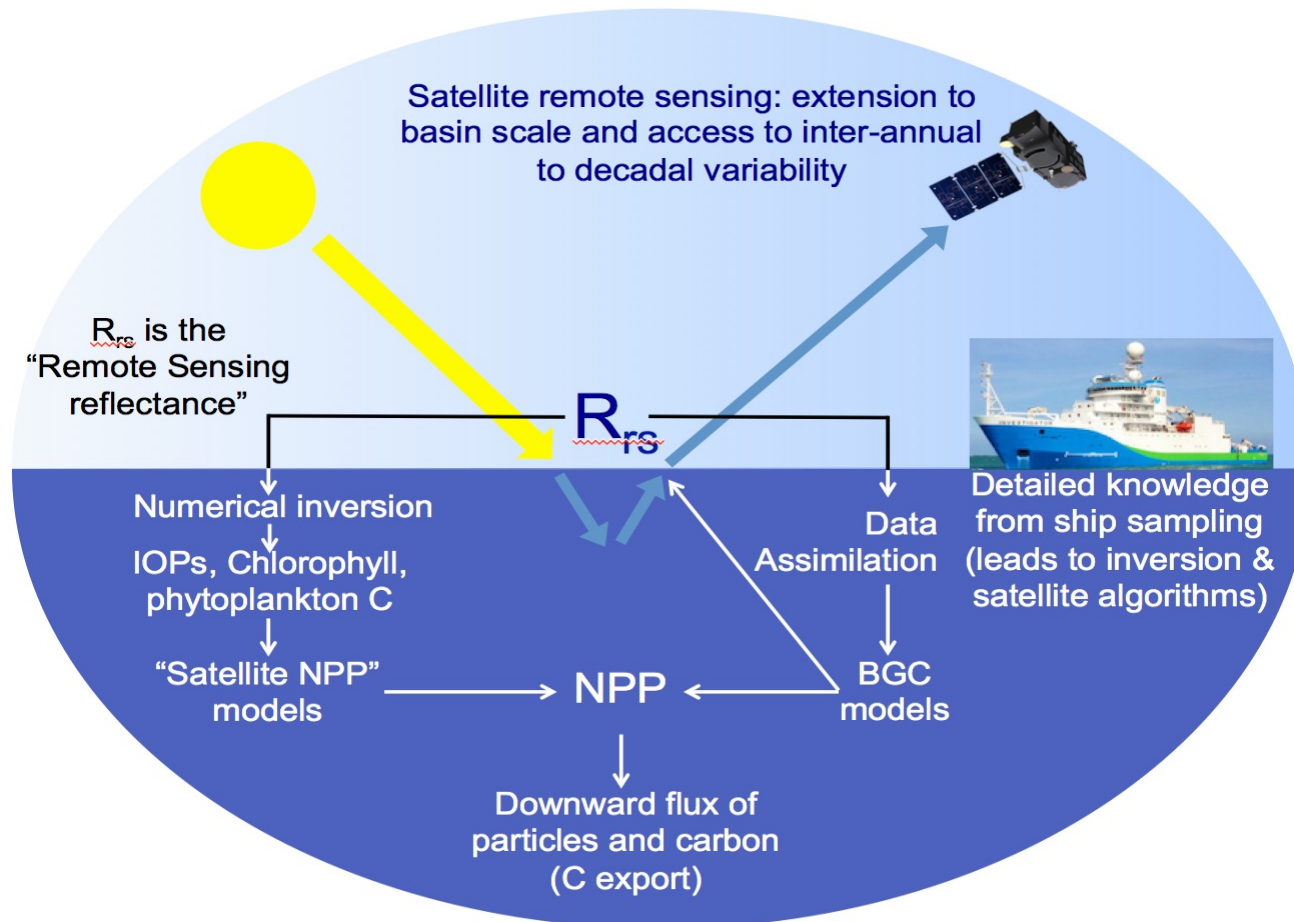 Satellite remote sensing: extension to
basin scale and access to inter-annual
to decadal variability
Rrs is the
“Remote Sensing
reflectance”
Rrs
INVESTIGATOR
Numerical inversion
IOPs, Chlorophyll,
phytoplankton C
“Satellite NPP”
models
NPP
Data
Assimilation
BGC
models
Detailed knowledge
from ship sampling
(leads to inversion &
satellite algorithms)
Downward flux of
particles and carbon
(C export)